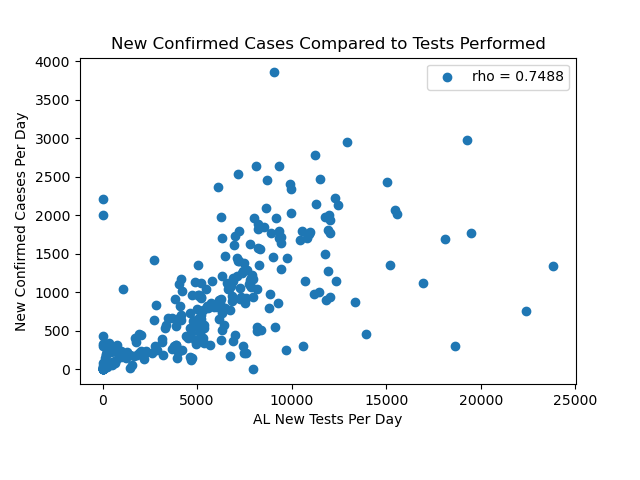 New Confirmed Cases Compared to Tests Performed
rho = 0.7488
New Confirmed Caeses Per Day
4000
3500
3000
2500
2000
1500
1000
500
0
0 5000 10000 15000 20000 25000
AL New Tests Per Day